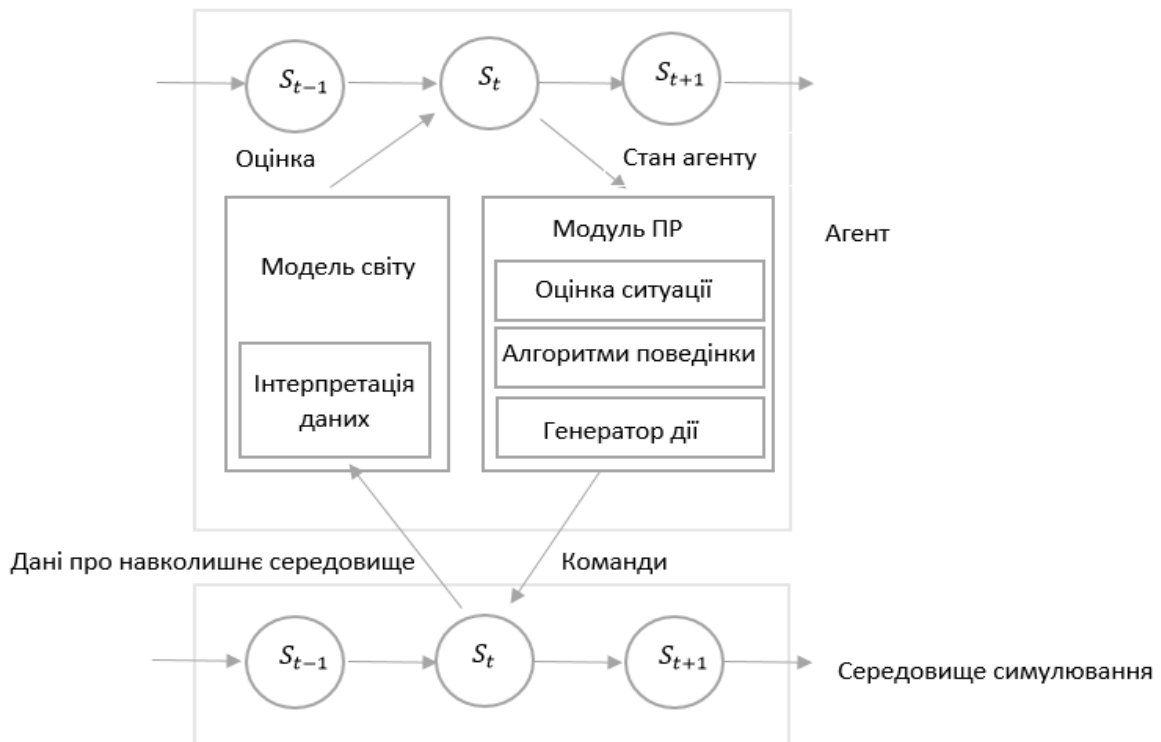 S_{t−1}
S_t
S_{t+1}
Оцінка
Стан агенту
Модель світу
Інтерпретація
даних
Модуль ПР
Оцінка ситуації
Алгоритми поведінки
Генератор дії
Агент
Дані про навколишнє середовище
Команди
S_{t−1}
S_t
S_{t+1}
Середовище симулювання